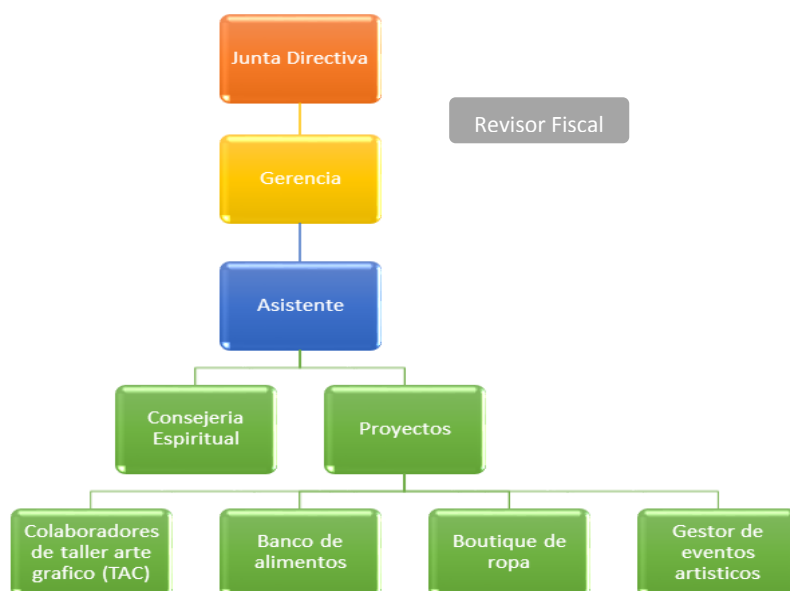 Junta Directiva
Revisor Fiscal
Gerencia
Asistente
Consejeria
Espiritual
Proyectos
Colaboradores
de taller arte
grafico (TAC)
Banco de
alimentos
Boutique de
ropa
Gestor de
eventos
artisticos